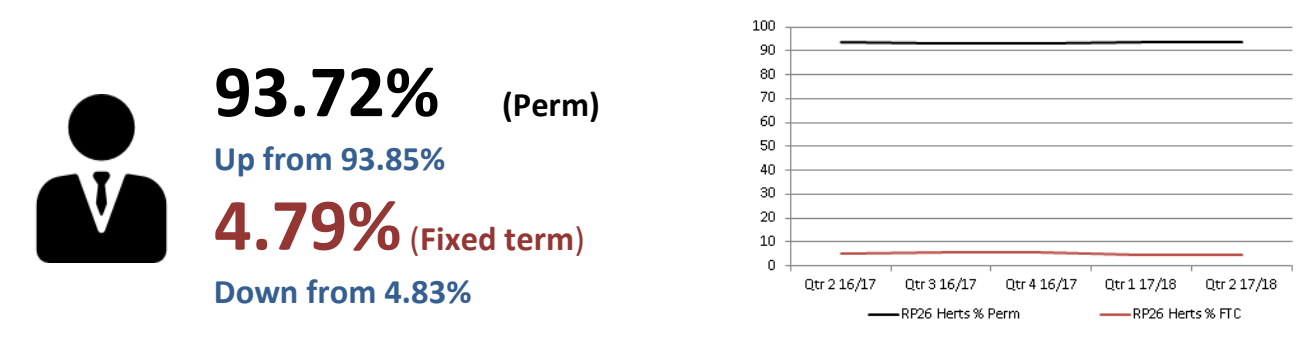 93.72% (Perm)
Up from 93.85%
4.79% (Fixed term)
Down from 4.83%
100
90
80
70
60
50
40
30
20
10
0
Qtr 2 16/17 Qtr 3 16/17 Qtr 4 16/17 Qtr 1 17/18 Qtr 2 17/18
RP26 Herts % Perm RP26 Herts % FTC